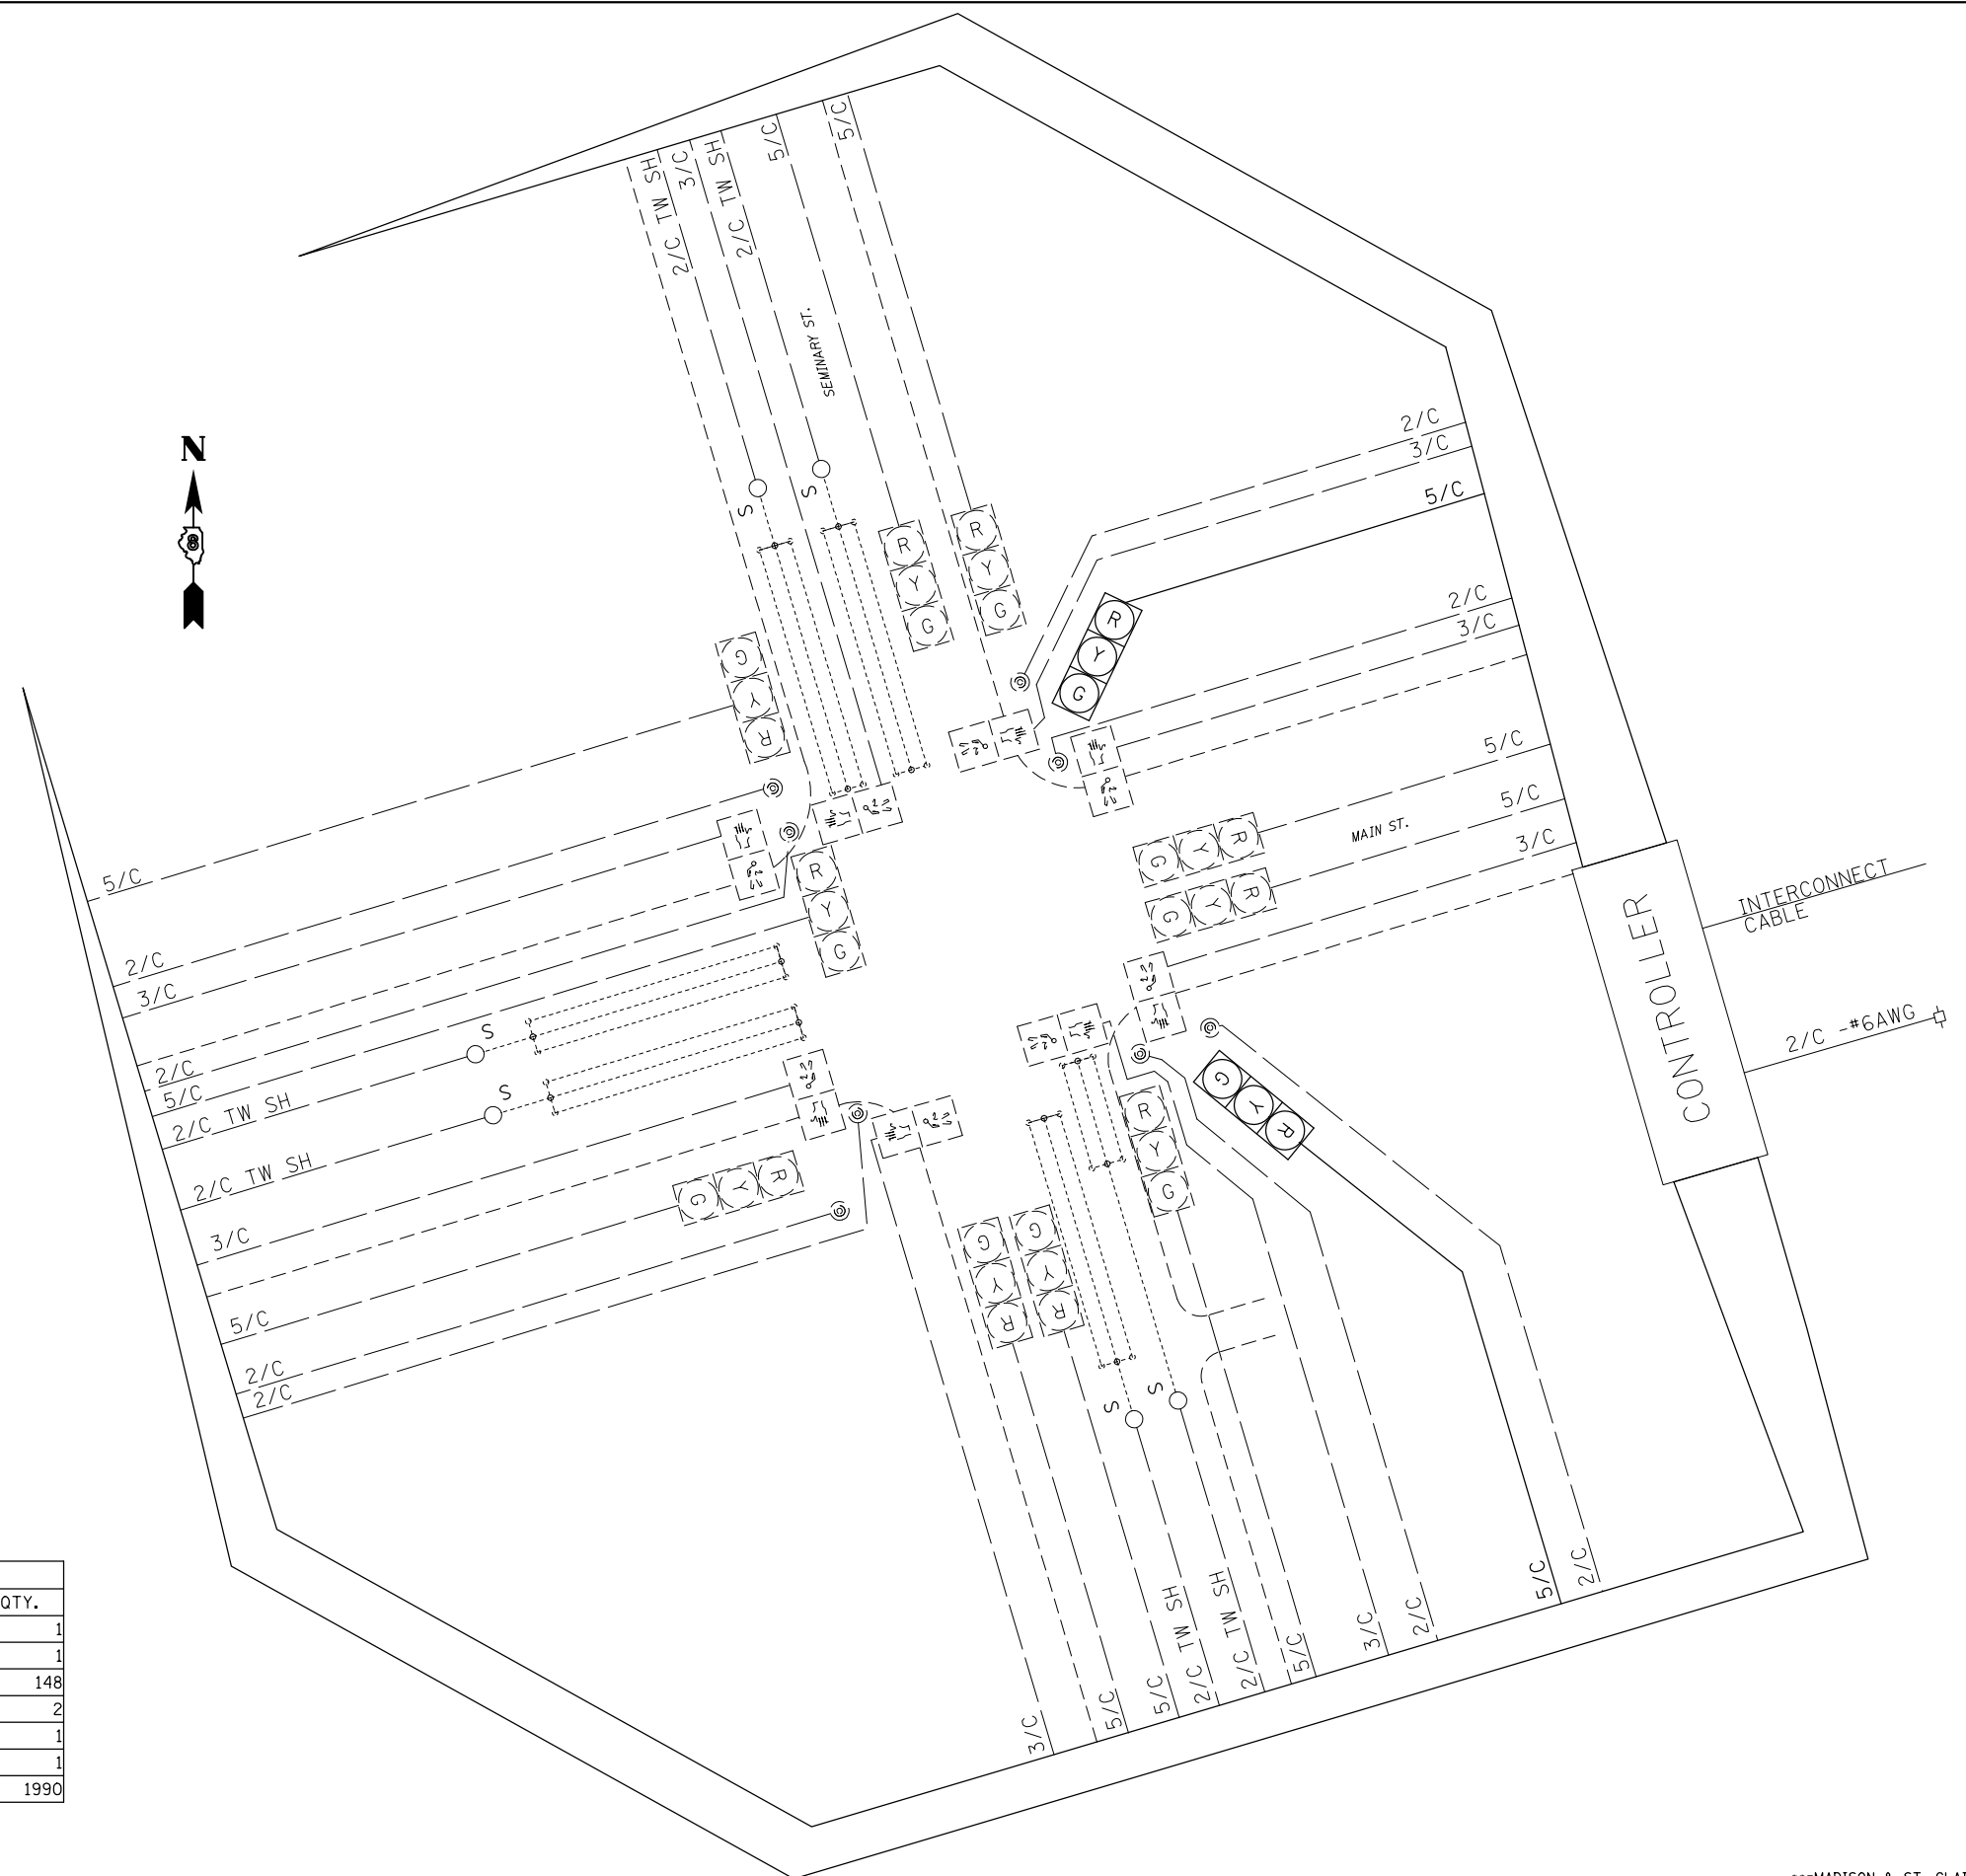 2/C TW SH
3/C
2/C TW SH
5/C
5/C
SEMINARY ST.
N
8
S
S
2/C
3/C
5/C
2/C
3/C
5/C
5/C
3/C
MAIN ST.
R
Y
G
R
Y
G
R
Y
G
G
Y
R
R
Y
G
G Y R
G Y R
CONTROLLER
INTERCONNECT
CABLE
2/C -#6AWG
5/C
2/C
3/C
2/C
5/C
2/C TW SH
S
2/C TW SH
S
3/C
5/C
2/C
2/C
G Y R
G
Y
R
G
Y
R
R
Y
G
G
Y
R
S
S
3/C
5/C
5/C
2/C TW SH
2/C TW SH
5/C
3/C
2/C
5/C
2/C
QTY.
1
1
148
2
1
1
1990